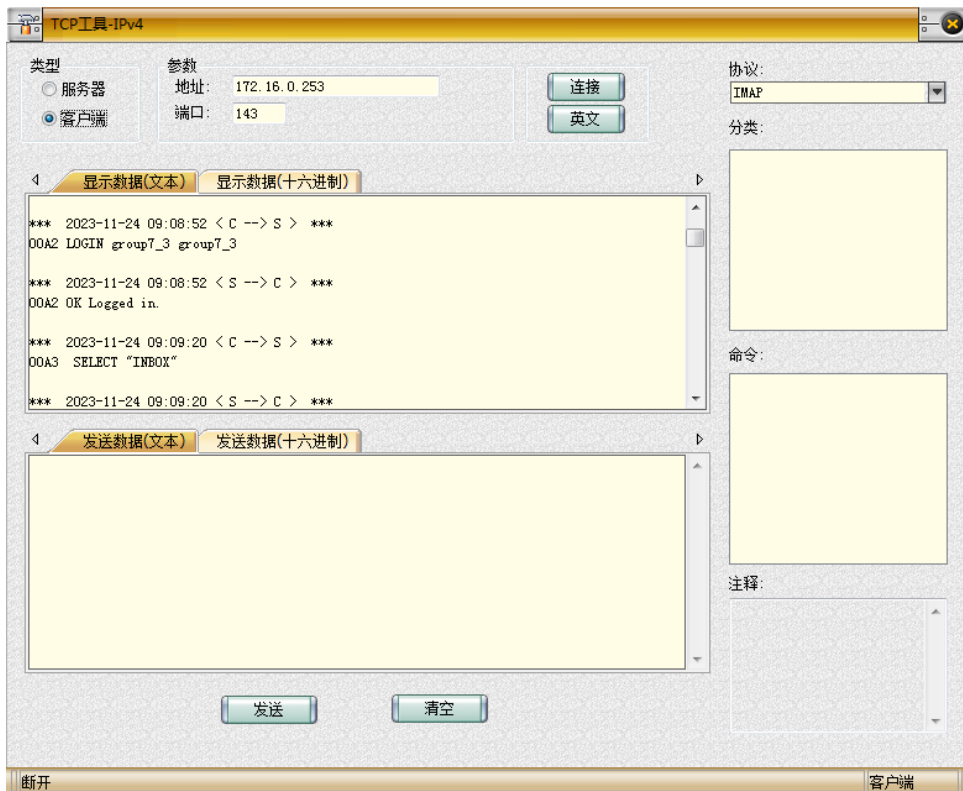 TCP工具-IPv4
类型
服务器
客户端
参数
地址: 172.16.0.253
端口: 143
连接
英文
协议:
IMAP
分类:
显示数据(文本) 显示数据(十六进制)
*** 2023-11-24 09:08:52 < C --> S > ***
00A2 LOGIN group7_3 group7_3
*** 2023-11-24 09:08:52 < S --> C > ***
00A2 OK Logged in.
*** 2023-11-24 09:09:20 < C --> S > ***
00A3 SELECT "INBOX"
*** 2023-11-24 09:09:20 < S --> C > ***
命令:
发送数据(文本) 发送数据(十六进制)
注释:
发送 清空
断开 客户端